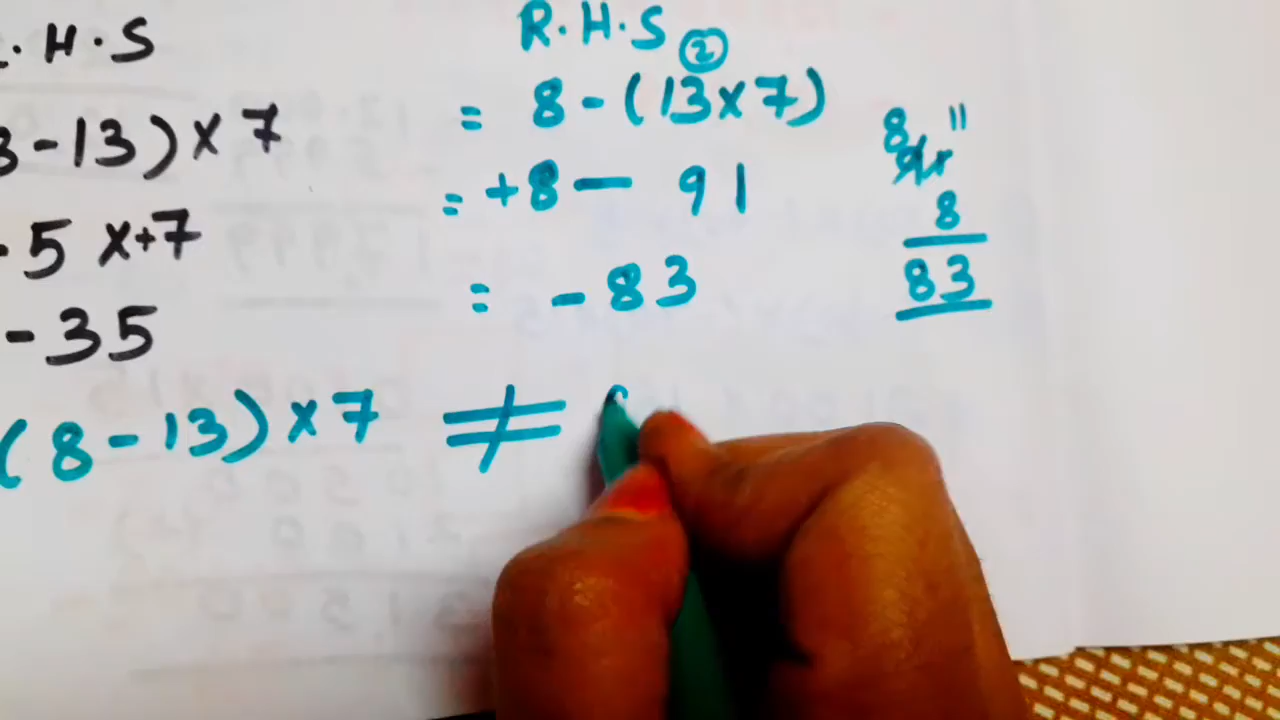 . H . S
3 - 13) × 7
5 × +7
- 35
R . H . S ②
= 8 - (13 × 7)
= +8 - 91
= - 83
8 11
8
83
(8 - 13) × 7 ≠